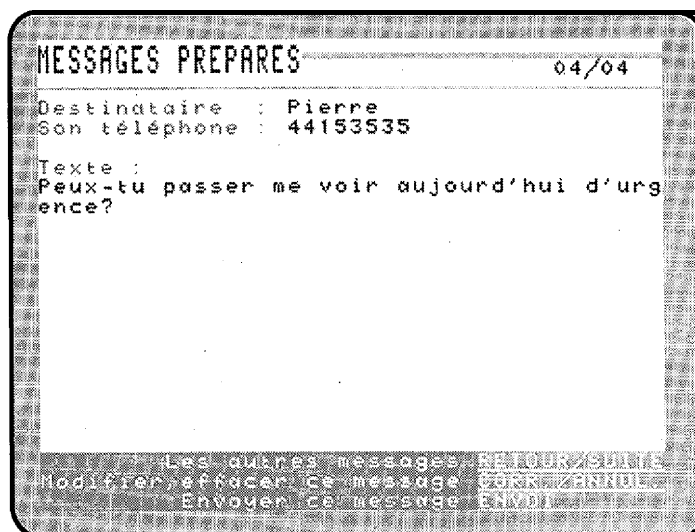 MESSAGES PREPARES 04/04
Destinataire : Pierre
Son téléphone : 44153535
Texte :
Peux-tu passer me voir aujourd'hui d'urg
ence?
Les autres messages RETOUR/SUITE
Modifier, effacer ce message CORR./ANNUL.
Envoyer ce message ENVOI